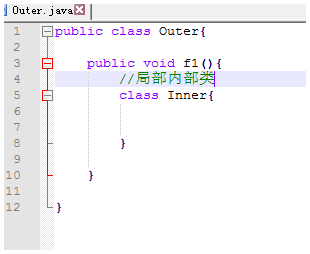 Outer.java
1 public class Outer{
2
3 public void f1(){
4 //局部内部类
5 class Inner{
6
7
8 }
9
10 }
11
12 }